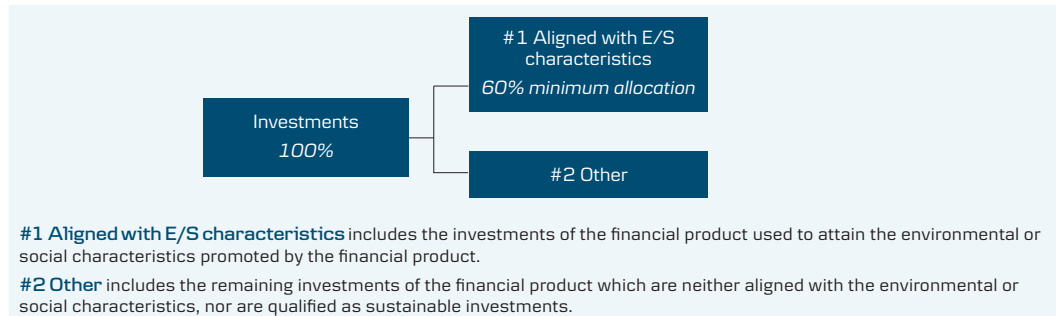 #1 Aligned with E/S
characteristics
60% minimum allocation
Investments
100%
#2 Other
#1 Aligned with E/S characteristics includes the investments of the financial product used to attain the environmental or
social characteristics promoted by the financial product.
#2 Other includes the remaining investments of the financial product which are neither aligned with the environmental or
social characteristics, nor are qualified as sustainable investments.